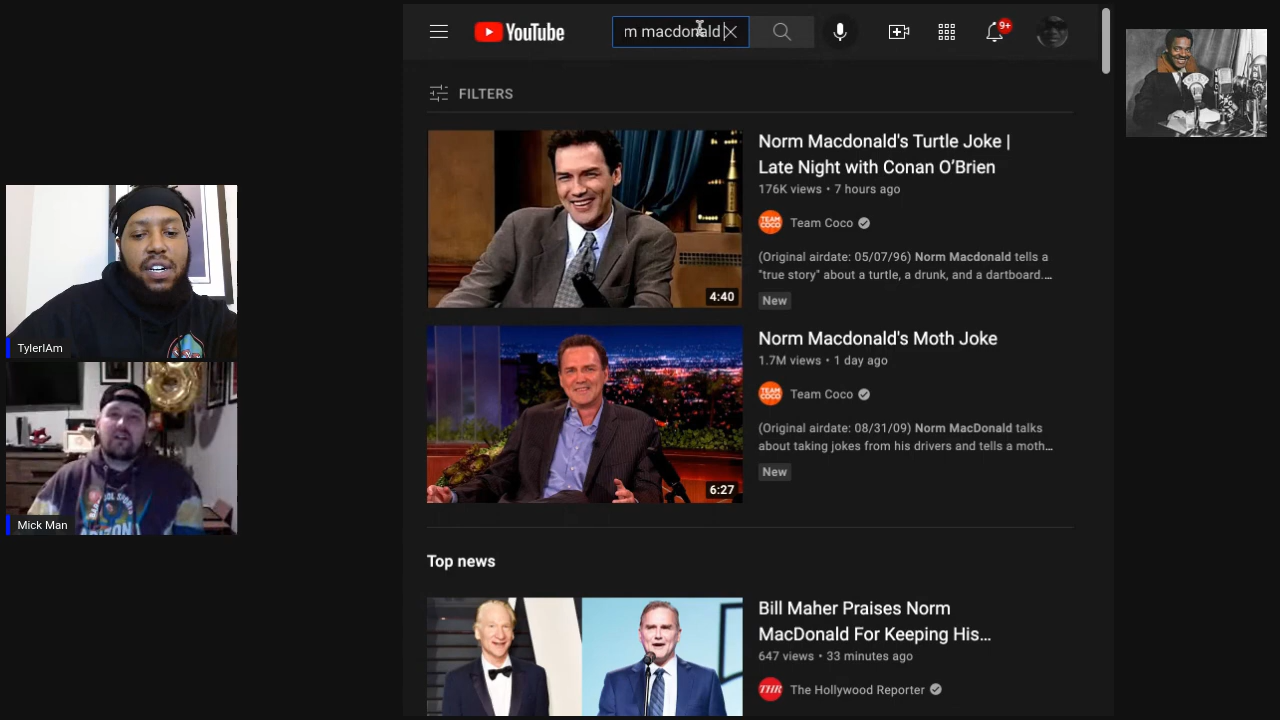 YouTube
m macdonald
9+
FILTERS
Norm Macdonald's Turtle Joke |
Late Night with Conan O'Brien
176K views • 7 hours ago
TEAM COCO
Team Coco
(Original airdate: 05/07/96) Norm Macdonald tells a
"true story" about a turtle, a drunk, and a dartboard....
New
4:40
Norm Macdonald's Moth Joke
1.7M views • 1 day ago
TEAM COCO
Team Coco
(Original airdate: 08/31/09) Norm MacDonald talks
about taking jokes from his drivers and tells a moth...
New
6:27
Top news
Bill Maher Praises Norm
MacDonald For Keeping His...
647 views • 33 minutes ago
THR
The Hollywood Reporter
TylerIAm
Mick Man